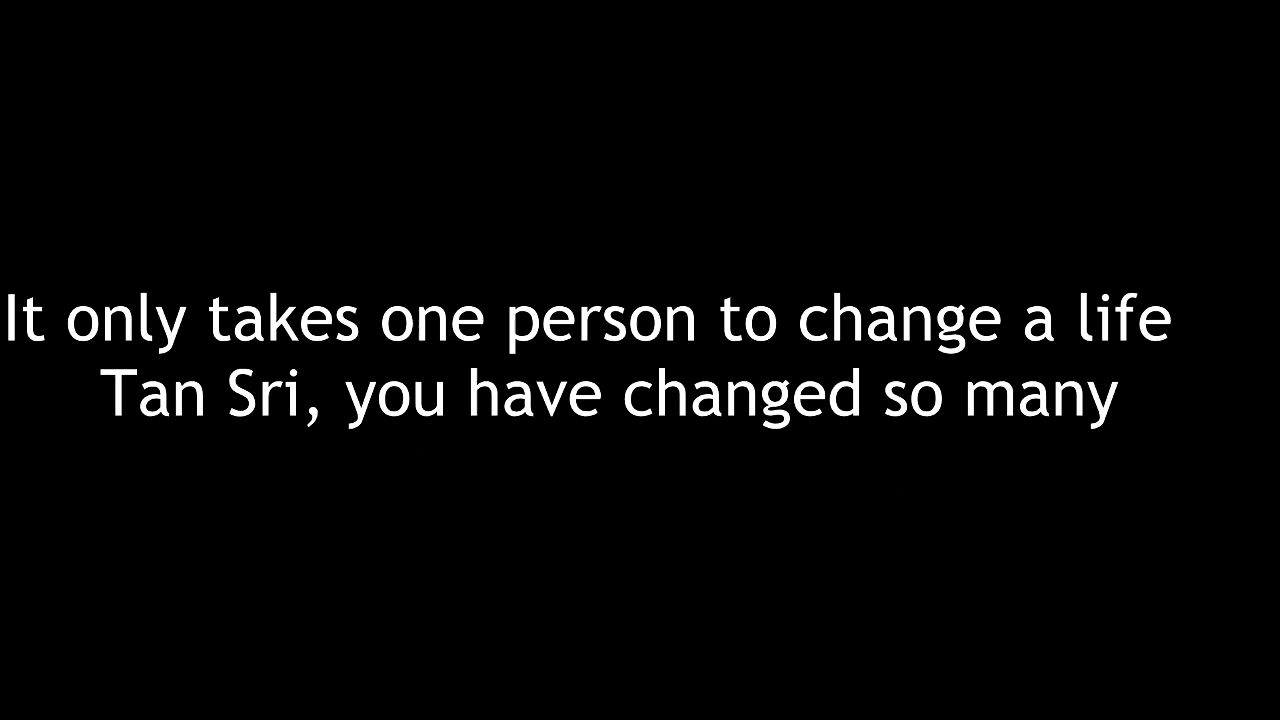 It only takes one person to change a life
Tan Sri, you have changed so many